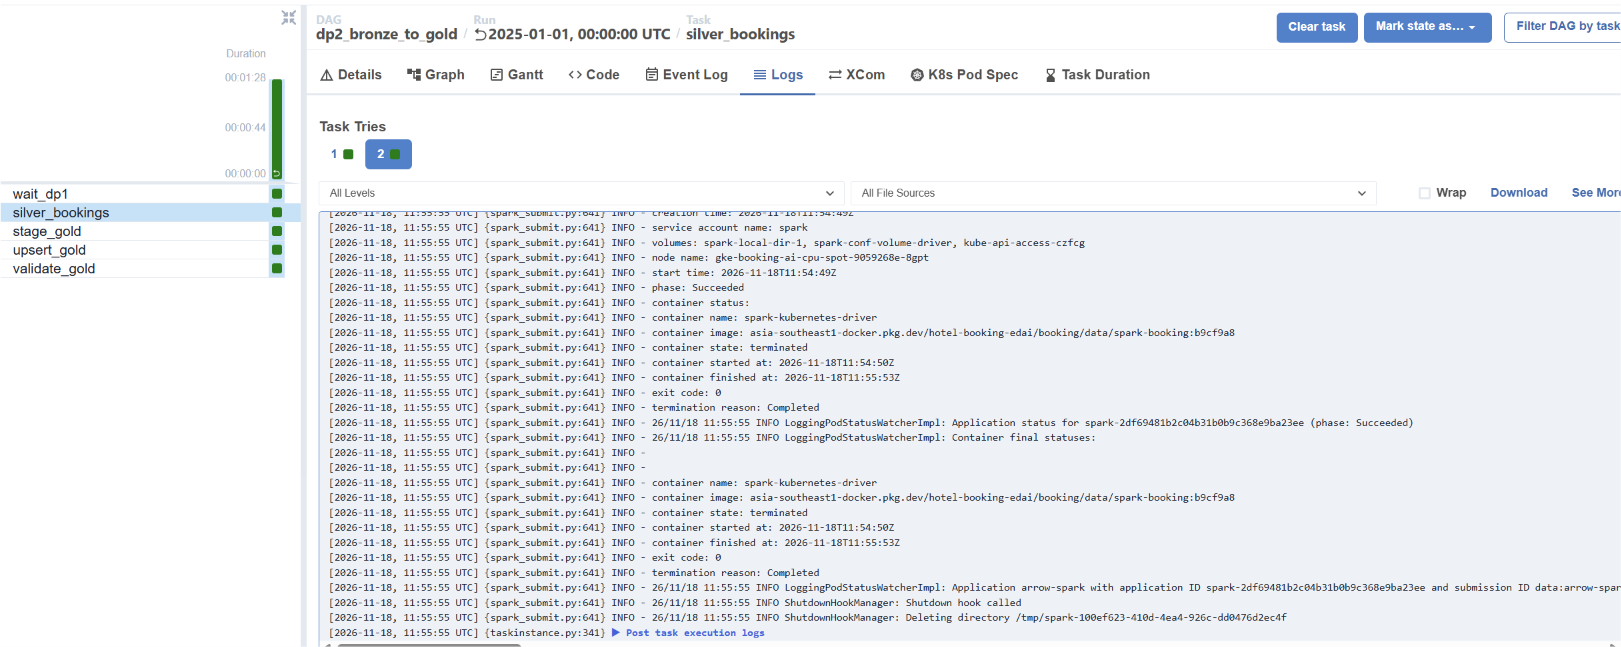 DAG
dp2_bronze_to_gold
/
Run
2025-01-01, 00:00:00 UTC
/
Task
silver_bookings
Clear task
Mark state as...
Filter DAG by task
Duration
00:01:28
00:00:44
00:00:00
wait_dp1
silver_bookings
stage_gold
upsert_gold
validate_gold
Details
Graph
Gantt
Code
Event Log
Logs
XCom
K8s Pod Spec
Task Duration
Task Tries
1
2
All Levels
All File Sources
Wrap
Download
See More
[2026-11-18, 11:55:55 UTC] {spark_submit.py:641} INFO - creation time: 2026-11-18T11:54:49Z
[2026-11-18, 11:55:55 UTC] {spark_submit.py:641} INFO - service account name: spark
[2026-11-18, 11:55:55 UTC] {spark_submit.py:641} INFO - volumes: spark-local-dir-1, spark-conf-volume-driver, kube-api-access-czfcg
[2026-11-18, 11:55:55 UTC] {spark_submit.py:641} INFO - node name: gke-booking-ai-cpu-spot-9059268e-8gpt
[2026-11-18, 11:55:55 UTC] {spark_submit.py:641} INFO - start time: 2026-11-18T11:54:49Z
[2026-11-18, 11:55:55 UTC] {spark_submit.py:641} INFO - phase: Succeeded
[2026-11-18, 11:55:55 UTC] {spark_submit.py:641} INFO - container status:
[2026-11-18, 11:55:55 UTC] {spark_submit.py:641} INFO - container name: spark-kubernetes-driver
[2026-11-18, 11:55:55 UTC] {spark_submit.py:641} INFO - container image: asia-southeast1-docker.pkg.dev/hotel-booking-edai/booking/data/spark-booking:b9cf9a8
[2026-11-18, 11:55:55 UTC] {spark_submit.py:641} INFO - container state: terminated
[2026-11-18, 11:55:55 UTC] {spark_submit.py:641} INFO - container started at: 2026-11-18T11:54:50Z
[2026-11-18, 11:55:55 UTC] {spark_submit.py:641} INFO - container finished at: 2026-11-18T11:55:53Z
[2026-11-18, 11:55:55 UTC] {spark_submit.py:641} INFO - exit code: 0
[2026-11-18, 11:55:55 UTC] {spark_submit.py:641} INFO - termination reason: Completed
[2026-11-18, 11:55:55 UTC] {spark_submit.py:641} INFO - 26/11/18 11:55:55 INFO LoggingPodStatusWatcherImpl: Application status for spark-2df69481b2c04b31b0b9c368e9ba23ee (phase: Succeeded)
[2026-11-18, 11:55:55 UTC] {spark_submit.py:641} INFO - 26/11/18 11:55:55 INFO LoggingPodStatusWatcherImpl: Container final statuses:
[2026-11-18, 11:55:55 UTC] {spark_submit.py:641} INFO -
[2026-11-18, 11:55:55 UTC] {spark_submit.py:641} INFO -
[2026-11-18, 11:55:55 UTC] {spark_submit.py:641} INFO - container name: spark-kubernetes-driver
[2026-11-18, 11:55:55 UTC] {spark_submit.py:641} INFO - container image: asia-southeast1-docker.pkg.dev/hotel-booking-edai/booking/data/spark-booking:b9cf9a8
[2026-11-18, 11:55:55 UTC] {spark_submit.py:641} INFO - container state: terminated
[2026-11-18, 11:55:55 UTC] {spark_submit.py:641} INFO - container started at: 2026-11-18T11:54:50Z
[2026-11-18, 11:55:55 UTC] {spark_submit.py:641} INFO - container finished at: 2026-11-18T11:55:53Z
[2026-11-18, 11:55:55 UTC] {spark_submit.py:641} INFO - exit code: 0
[2026-11-18, 11:55:55 UTC] {spark_submit.py:641} INFO - termination reason: Completed
[2026-11-18, 11:55:55 UTC] {spark_submit.py:641} INFO - 26/11/18 11:55:55 INFO LoggingPodStatusWatcherImpl: Application arrow-spark with application ID spark-2df69481b2c04b31b0b9c368e9ba23ee and submission ID data:arrow-spar
[2026-11-18, 11:55:55 UTC] {spark_submit.py:641} INFO - 26/11/18 11:55:55 INFO ShutdownHookManager: Shutdown hook called
[2026-11-18, 11:55:55 UTC] {spark_submit.py:641} INFO - 26/11/18 11:55:55 INFO ShutdownHookManager: Deleting directory /tmp/spark-100ef623-410d-4ea4-926c-dd0476d2ec4f
[2026-11-18, 11:55:55 UTC] {taskinstance.py:341} ▶ Post task execution logs